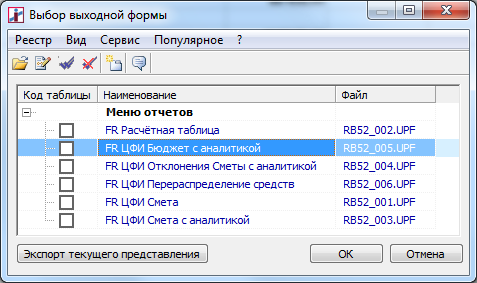 Выбор выходной формы
Реестр Вид Сервис Популярное ?
Код таблицы Наименование Файл
Меню отчетов
FR Расчётная таблица RB52_002.UPF
FR ЦФИ Бюджет с аналитикой RB52_005.UPF
FR ЦФИ Отклонения Сметы с аналитикой RB52_004.UPF
FR ЦФИ Перераспределение средств RB52_006.UPF
FR ЦФИ Смета RB52_001.UPF
FR ЦФИ Смета с аналитикой RB52_003.UPF
Экспорт текущего представления OK Отмена